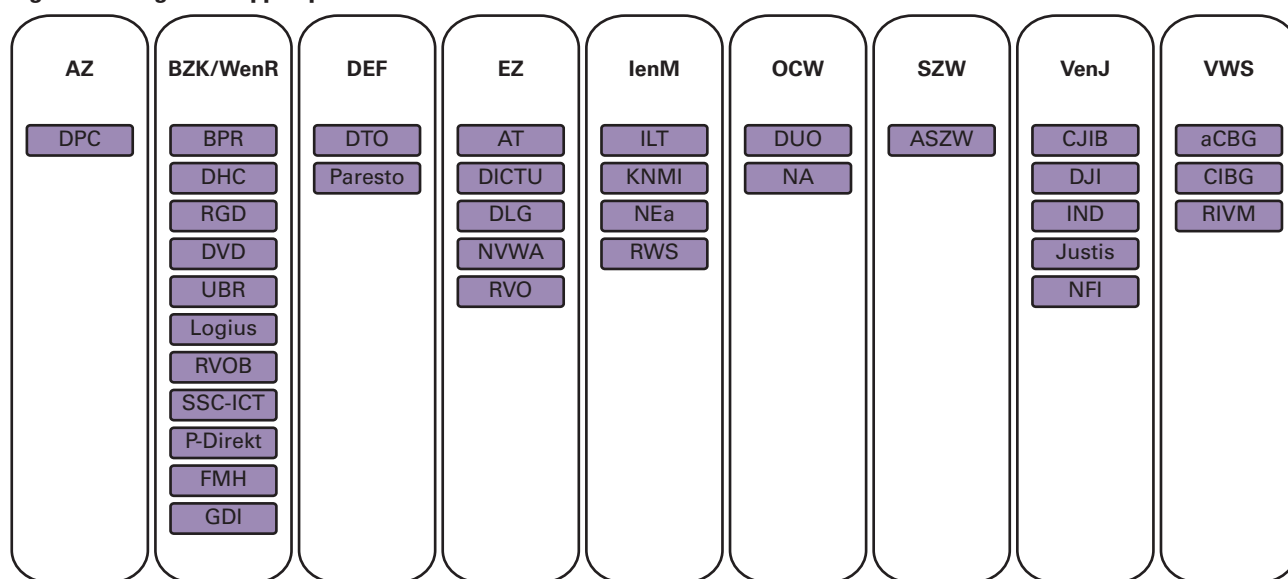 AZ
DPC
BZK/WenR
BPR
DHC
RGD
DVD
UBR
Logius
RVOB
SSC-ICT
P-Direkt
FMH
GDI
DEF
DTO
Paresto
EZ
AT
DICTU
DLG
NVWA
RVO
IenM
ILT
KNMI
NEa
RWS
OCW
DUO
NA
SZW
ASZW
VenJ
CJIB
DJI
IND
Justis
NFI
VWS
aCBG
CIBG
RIVM